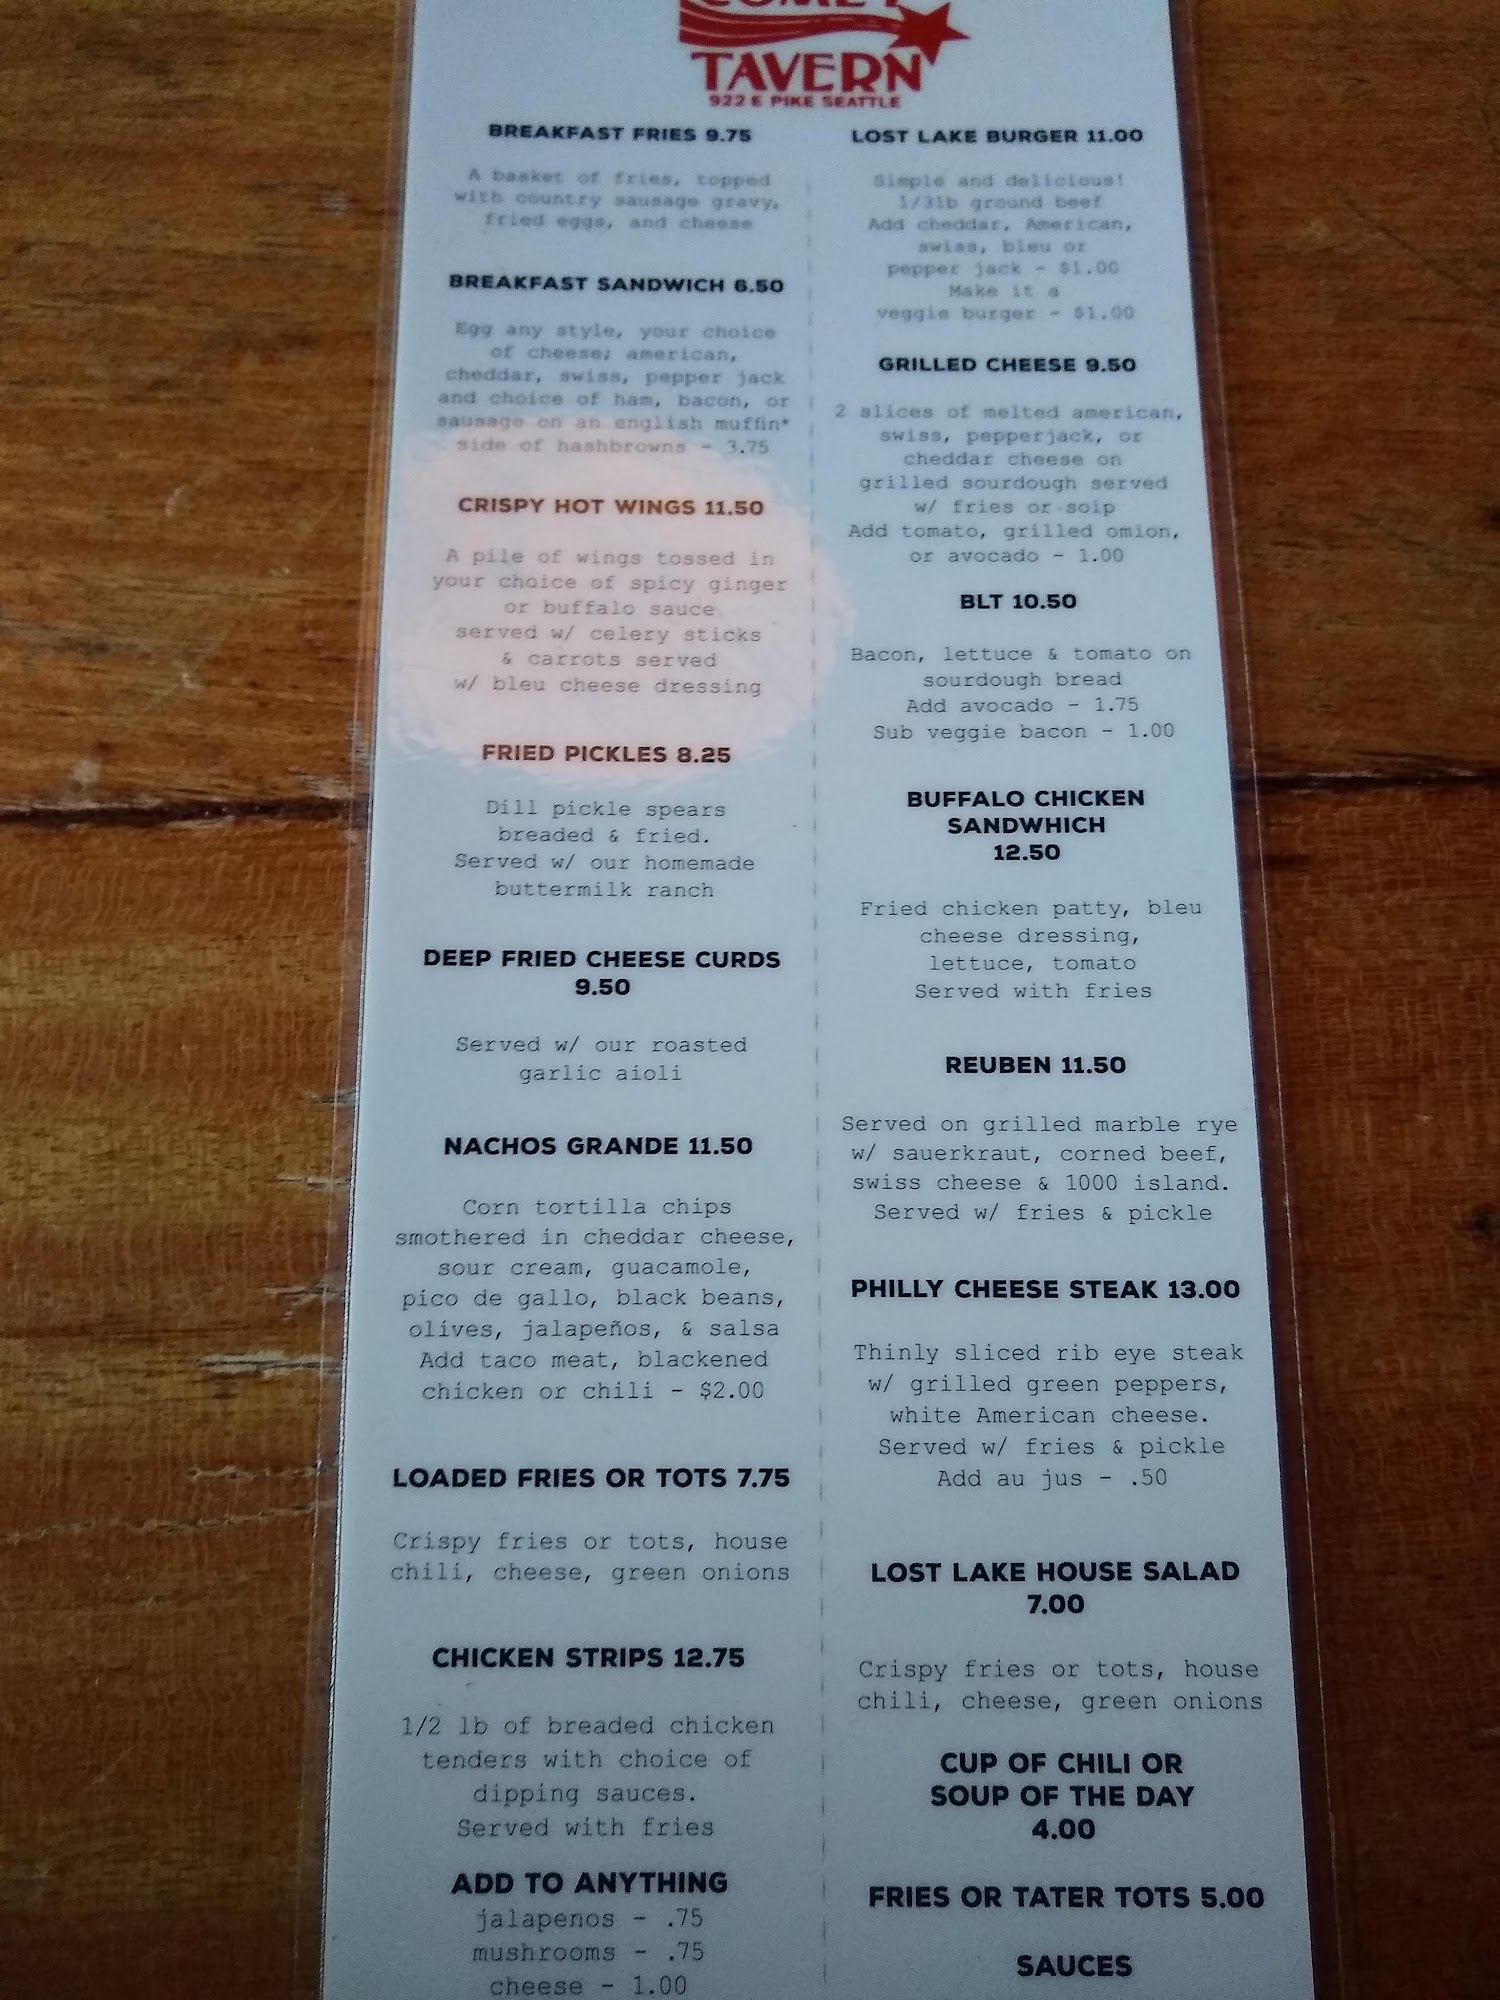 COMET
TAVERN
922 E PIKE SEATTLE
BREAKFAST FRIES 9.75
A basket of fries, topped
with country sausage gravy,
fried eggs, and cheese
BREAKFAST SANDWICH 6.50
Egg any style, your choice
of cheese; american,
cheddar, swiss, pepper jack
and choice of ham, bacon, or
sausage on an english muffin*
side of hashbrowns - 3.75
CRISPY HOT WINGS 11.50
A pile of wings tossed in
your choice of spicy ginger
or buffalo sauce
served w/ celery sticks
& carrots served
w/ bleu cheese dressing
FRIED PICKLES 8.25
Dill pickle spears
breaded & fried.
Served w/ our homemade
buttermilk ranch
DEEP FRIED CHEESE CURDS
9.50
Served w/ our roasted
garlic aioli
NACHOS GRANDE 11.50
Corn tortilla chips
smothered in cheddar cheese,
sour cream, guacamole,
pico de gallo, black beans,
olives, jalapeños, & salsa
Add taco meat, blackened
chicken or chili - $2.00
LOADED FRIES OR TOTS 7.75
Crispy fries or tots, house
chili, cheese, green onions
CHICKEN STRIPS 12.75
1/2 lb of breaded chicken
tenders with choice of
dipping sauces.
Served with fries
ADD TO ANYTHING
jalapenos - .75
mushrooms - .75
cheese - 1.00
LOST LAKE BURGER 11.00
Simple and delicious!
1/3lb ground beef
Add cheddar, American,
swiss, bleu or
pepper jack - $1.00
Make it a
veggie burger - $1.00
GRILLED CHEESE 9.50
2 slices of melted american,
swiss, pepperjack, or
cheddar cheese on
grilled sourdough served
w/ fries or soip
Add tomato, grilled omion,
or avocado - 1.00
BLT 10.50
Bacon, lettuce & tomato on
sourdough bread
Add avocado - 1.75
Sub veggie bacon - 1.00
BUFFALO CHICKEN
SANDWHICH
12.50
Fried chicken patty, bleu
cheese dressing,
lettuce, tomato
Served with fries
REUBEN 11.50
Served on grilled marble rye
w/ sauerkraut, corned beef,
swiss cheese & 1000 island.
Served w/ fries & pickle
PHILLY CHEESE STEAK 13.00
Thinly sliced rib eye steak
w/ grilled green peppers,
white American cheese.
Served w/ fries & pickle
Add au jus - .50
LOST LAKE HOUSE SALAD
7.00
Crispy fries or tots, house
chili, cheese, green onions
CUP OF CHILI OR
SOUP OF THE DAY
4.00
FRIES OR TATER TOTS 5.00
SAUCES